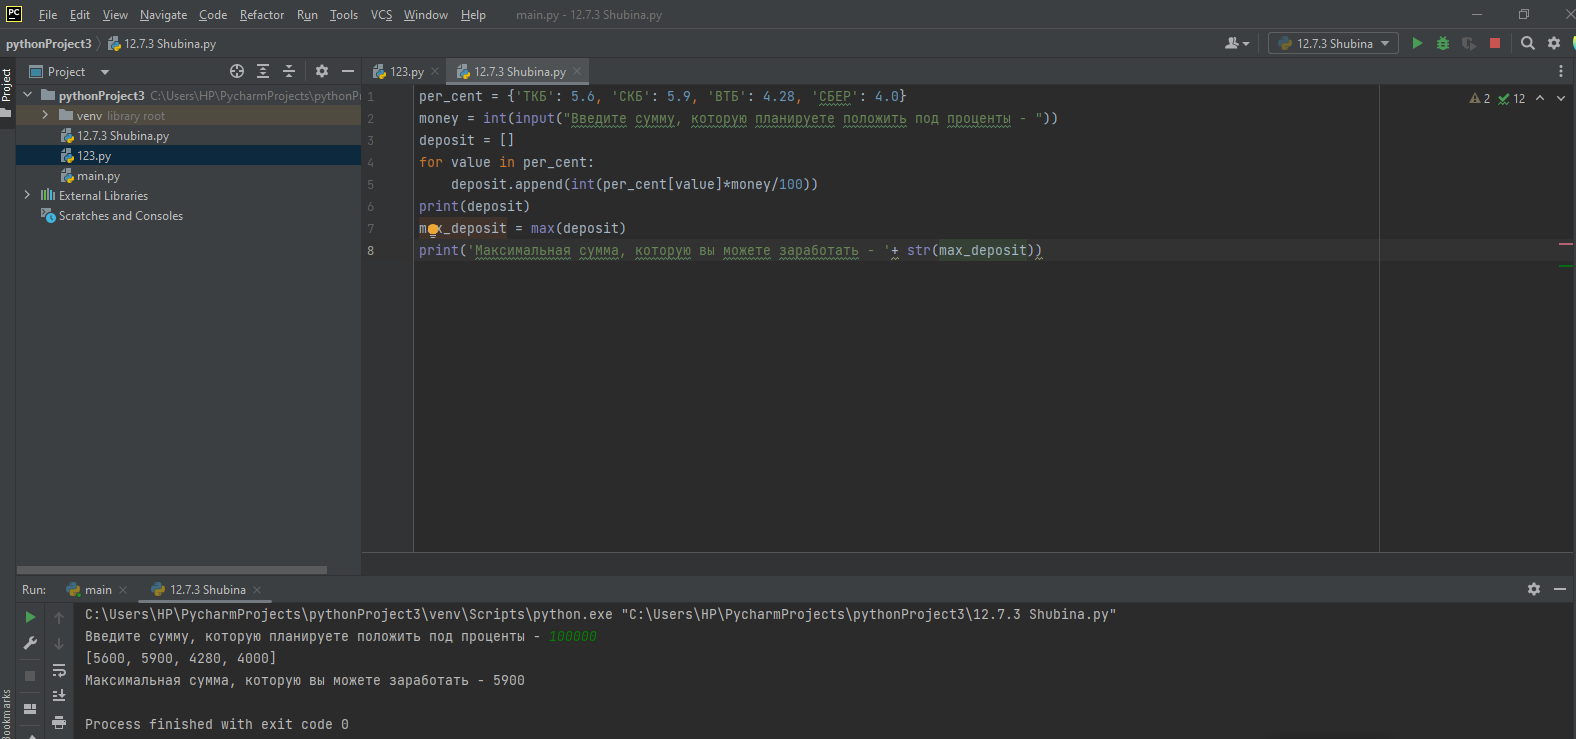 PC File Edit View Navigate Code Refactor Run Tools VCS Window Help main.py - 12.7.3 Shubina.py
pythonProject3 12.7.3 Shubina.py 12.7.3 Shubina
Project
Project
123.py 12.7.3 Shubina.py
pythonProject3 C:\Users\HP\PycharmProjects\pythonP
venv library root
12.7.3 Shubina.py
123.py
main.py
External Libraries
Scratches and Consoles
2 12
1 per_cent = {'ТКБ': 5.6, 'СКБ': 5.9, 'ВТБ': 4.28, 'СБЕР': 4.0}
2 money = int(input("Введите сумму, которую планируете положить под проценты - "))
3 deposit = []
4 for value in per_cent:
5 deposit.append(int(per_cent[value]*money/100))
6 print(deposit)
7 max_deposit = max(deposit)
8 print('Максимальная сумма, которую вы можете заработать - '+ str(max_deposit))
Run: main 12.7.3 Shubina
C:\Users\HP\PycharmProjects\pythonProject3\venv\Scripts\python.exe "C:\Users\HP\PycharmProjects\pythonProject3\12.7.3 Shubina.py"
Введите сумму, которую планируете положить под проценты - 100000
[5600, 5900, 4280, 4000]
Максимальная сумма, которую вы можете заработать - 5900
Process finished with exit code 0
Bookmarks